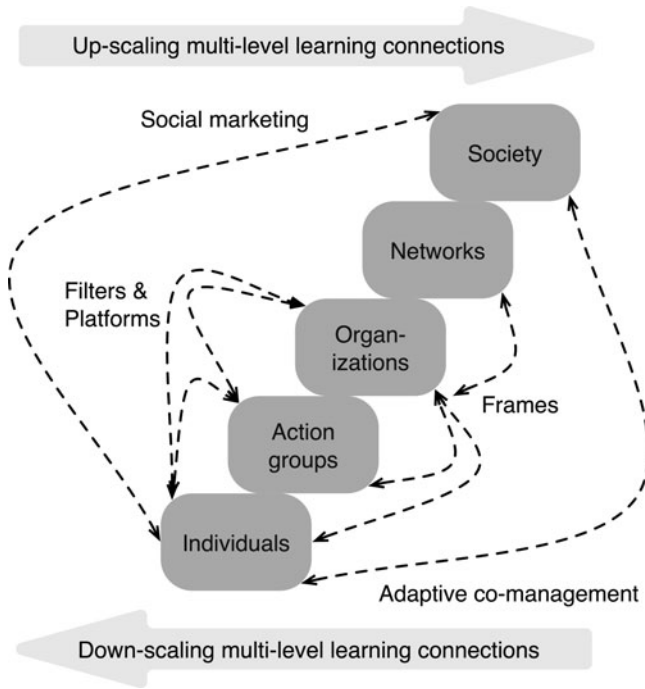 Up-scaling multi-level learning connections
Social marketing
Society
Networks
Filters &
Platforms
Organ-
izations
Frames
Action
groups
Individuals
Adaptive co-management
Down-scaling multi-level learning connections